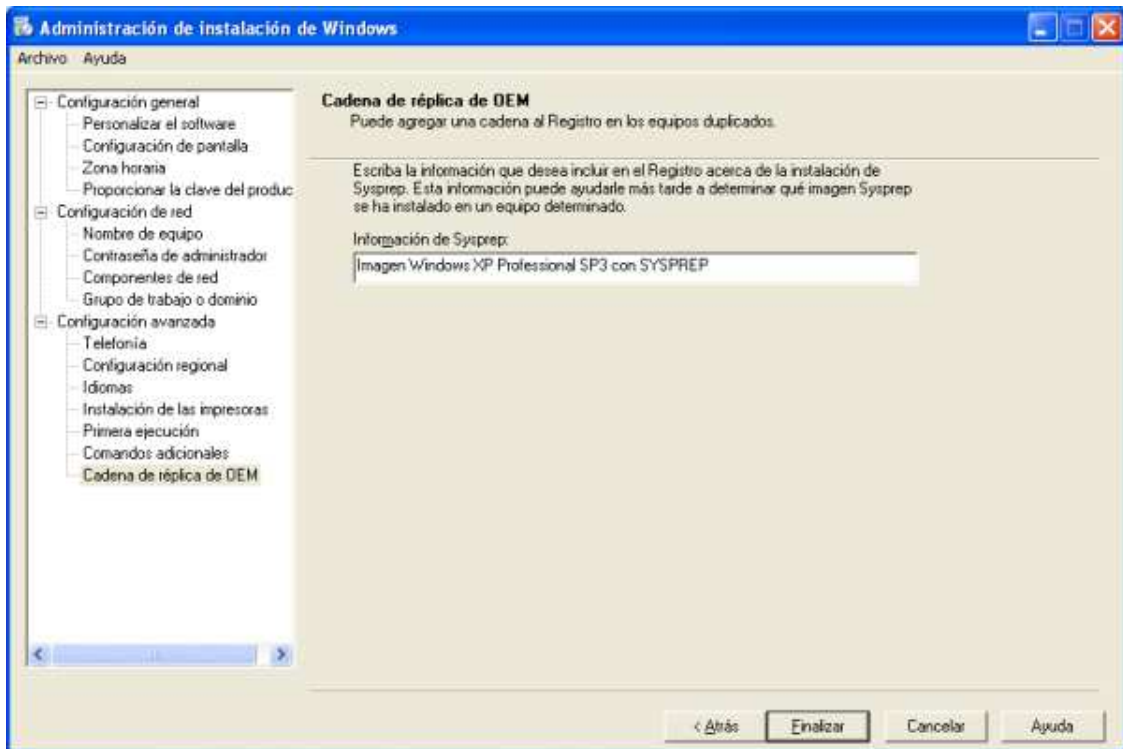 Administración de instalación de Windows
Archivo Ayuda
Configuración general
Personalizar el software
Configuración de pantalla
Zona horaria
Proporcionar la clave del produc
Configuración de red
Nombre de equipo
Contraseña de administrador
Componentes de red
Grupo de trabajo o dominio
Configuración avanzada
Telefonía
Configuración regional
Idiomas
Instalación de las impresoras
Primera ejecución
Comandos adicionales
Cadena de réplica de OEM
Cadena de réplica de OEM
Puede agregar una cadena al Registro en los equipos duplicados.
Escriba la información que desea incluir en el Registro acerca de la instalación de
Sysprep. Esta información puede ayudarle más tarde a determinar qué imagen Sysprep
se ha instalado en un equipo determinado.
Información de Sysprep:
Imagen Windows XP Professional SP3 con SYSPREP
< Atrás Finalizar Cancelar Ayuda